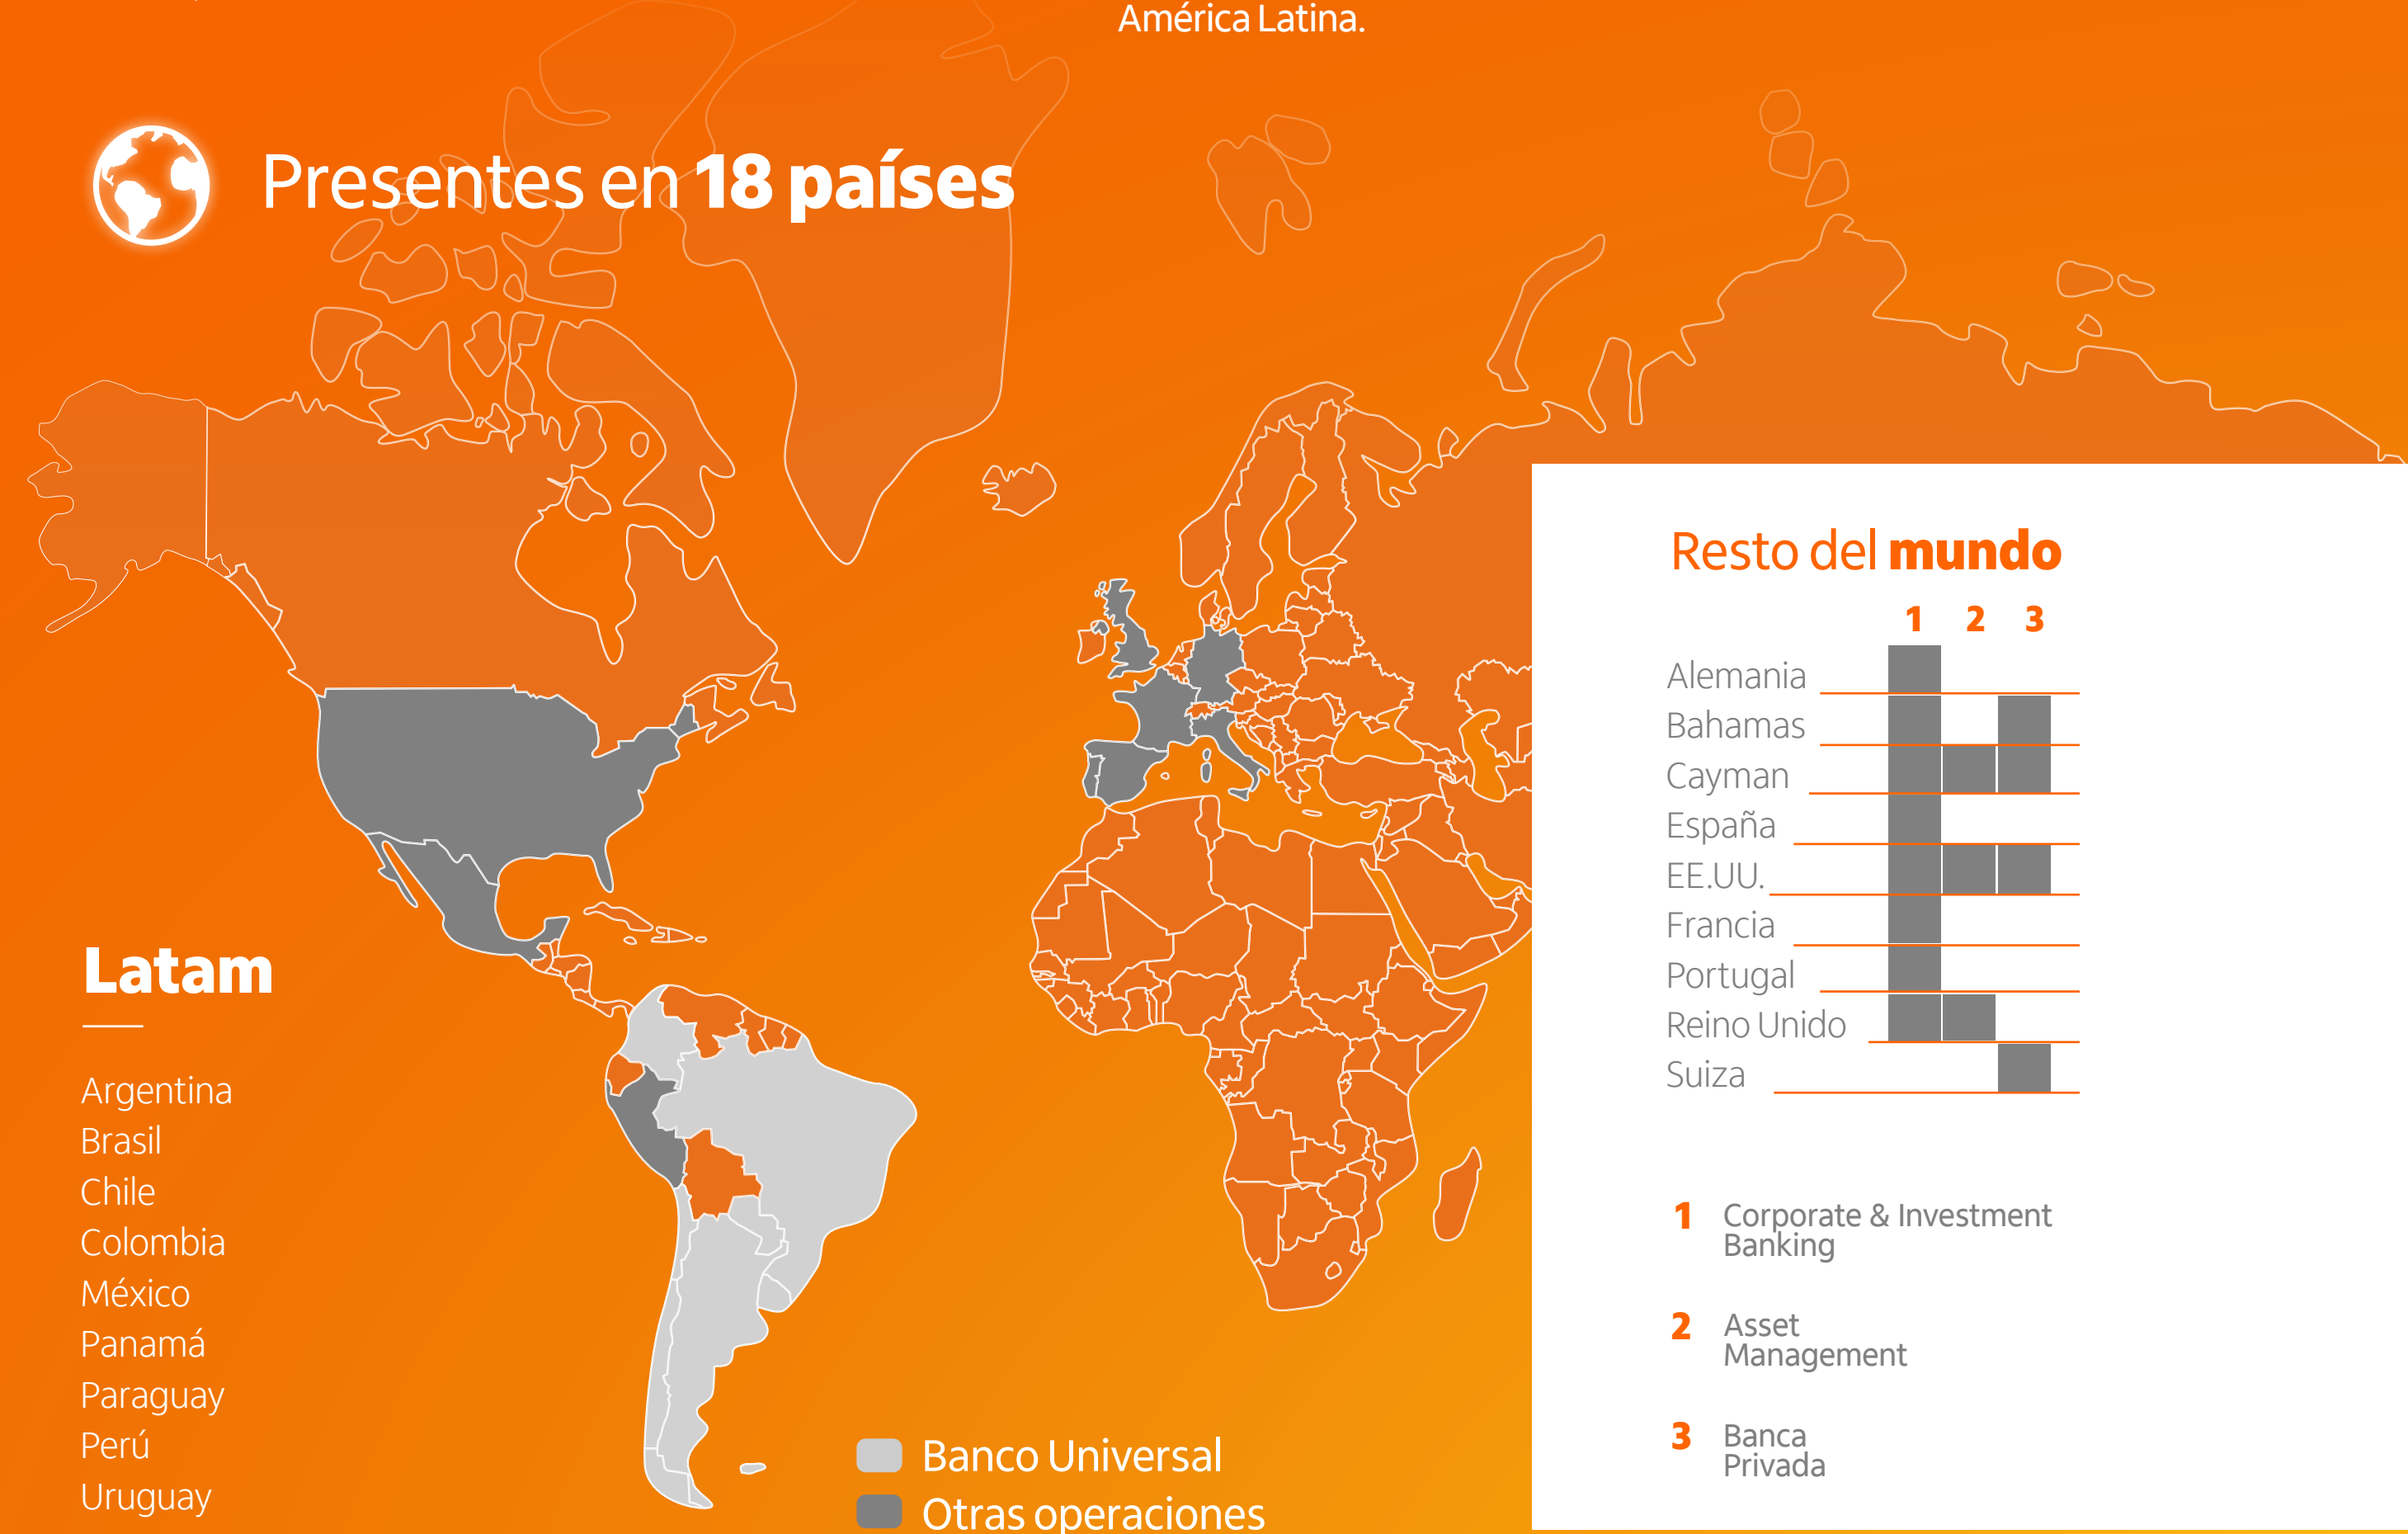 América Latina.
Presentes en 18 países
Latam
Argentina
Brasil
Chile
Colombia
México
Panamá
Paraguay
Perú
Uruguay
Banco Universal
Otras operaciones
Resto del mundo
1 2 3
Alemania
Bahamas
Cayman
España
EE.UU.
Francia
Portugal
Reino Unido
Suiza
1 Corporate & Investment
Banking
2 Asset
Management
3 Banca
Privada